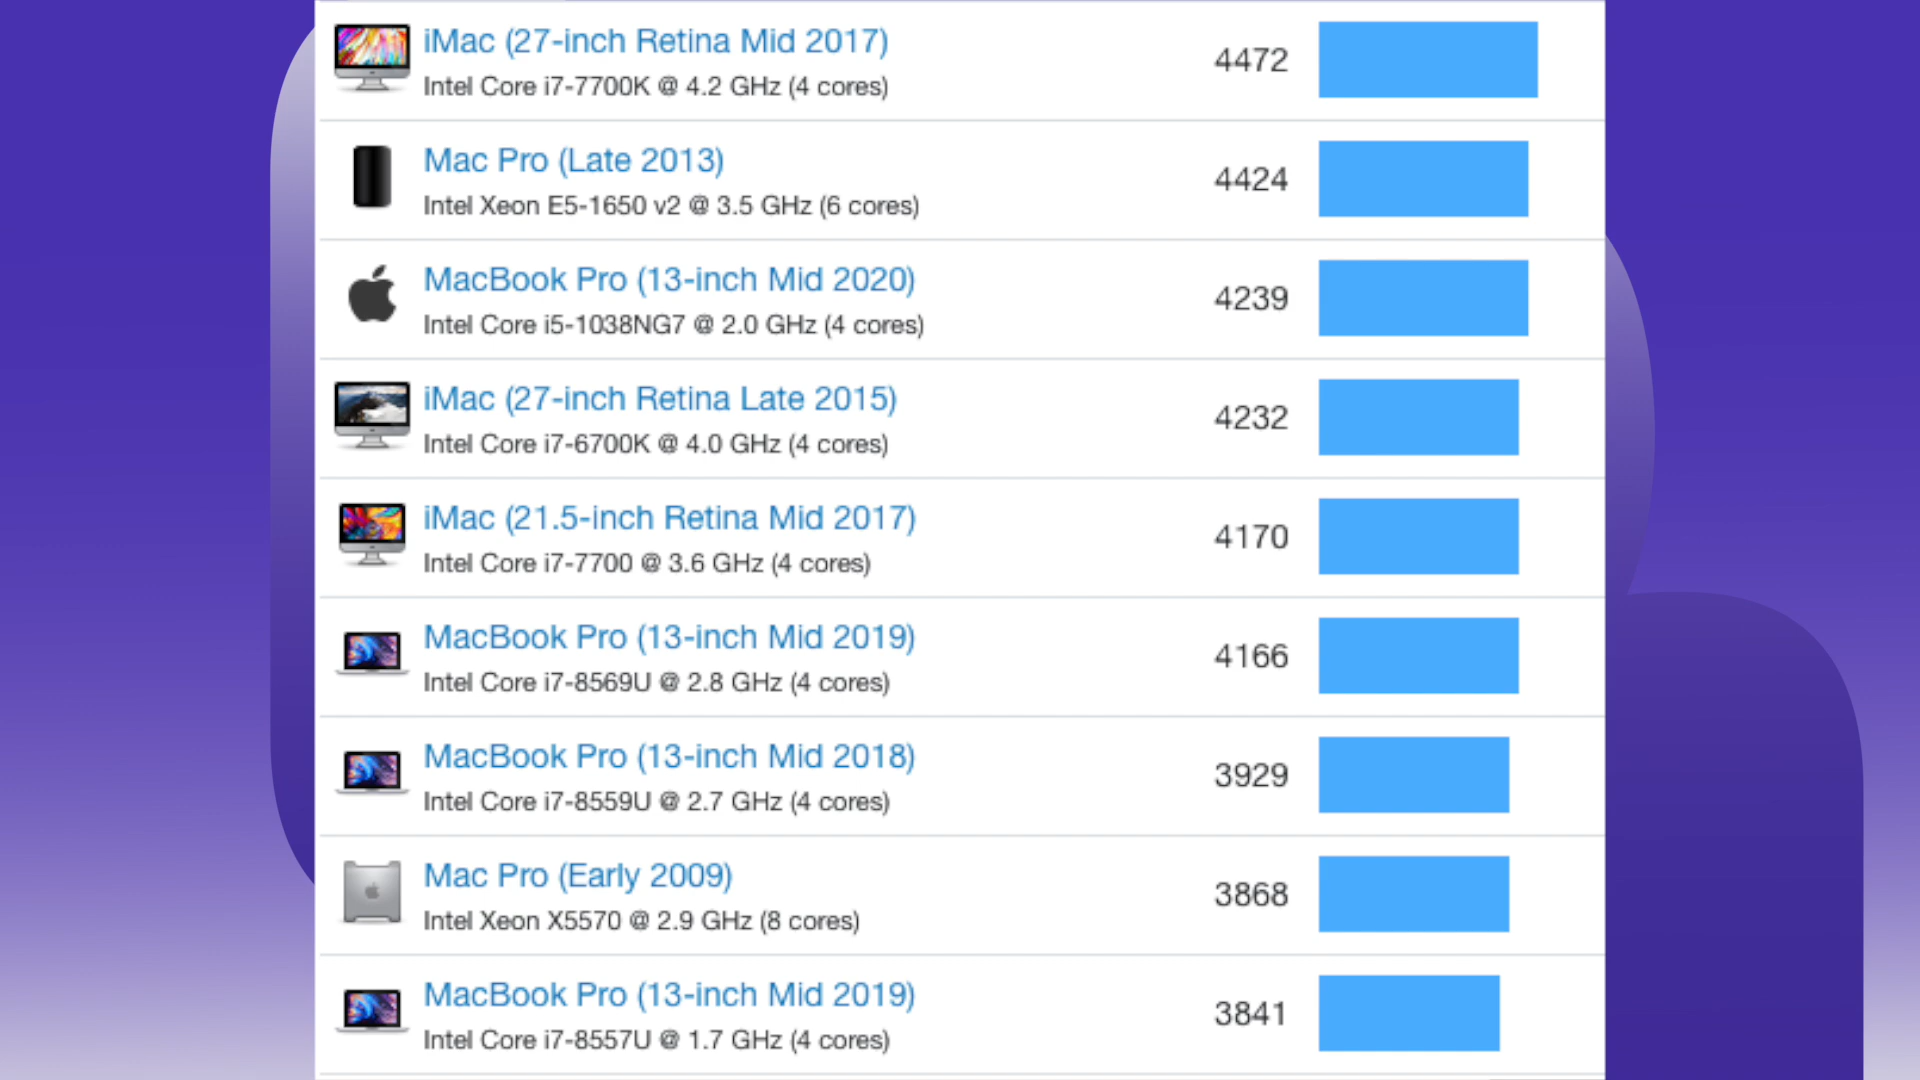 iMac (27-inch Retina Mid 2017)
Intel Core i7-7700K @ 4.2 GHz (4 cores)
4472
Mac Pro (Late 2013)
Intel Xeon E5-1650 v2 @ 3.5 GHz (6 cores)
4424
MacBook Pro (13-inch Mid 2020)
Intel Core i5-1038NG7 @ 2.0 GHz (4 cores)
4239
iMac (27-inch Retina Late 2015)
Intel Core i7-6700K @ 4.0 GHz (4 cores)
4232
iMac (21.5-inch Retina Mid 2017)
Intel Core i7-7700 @ 3.6 GHz (4 cores)
4170
MacBook Pro (13-inch Mid 2019)
Intel Core i7-8569U @ 2.8 GHz (4 cores)
4166
MacBook Pro (13-inch Mid 2018)
Intel Core i7-8559U @ 2.7 GHz (4 cores)
3929
Mac Pro (Early 2009)
Intel Xeon X5570 @ 2.9 GHz (8 cores)
3868
MacBook Pro (13-inch Mid 2019)
Intel Core i7-8557U @ 1.7 GHz (4 cores)
3841